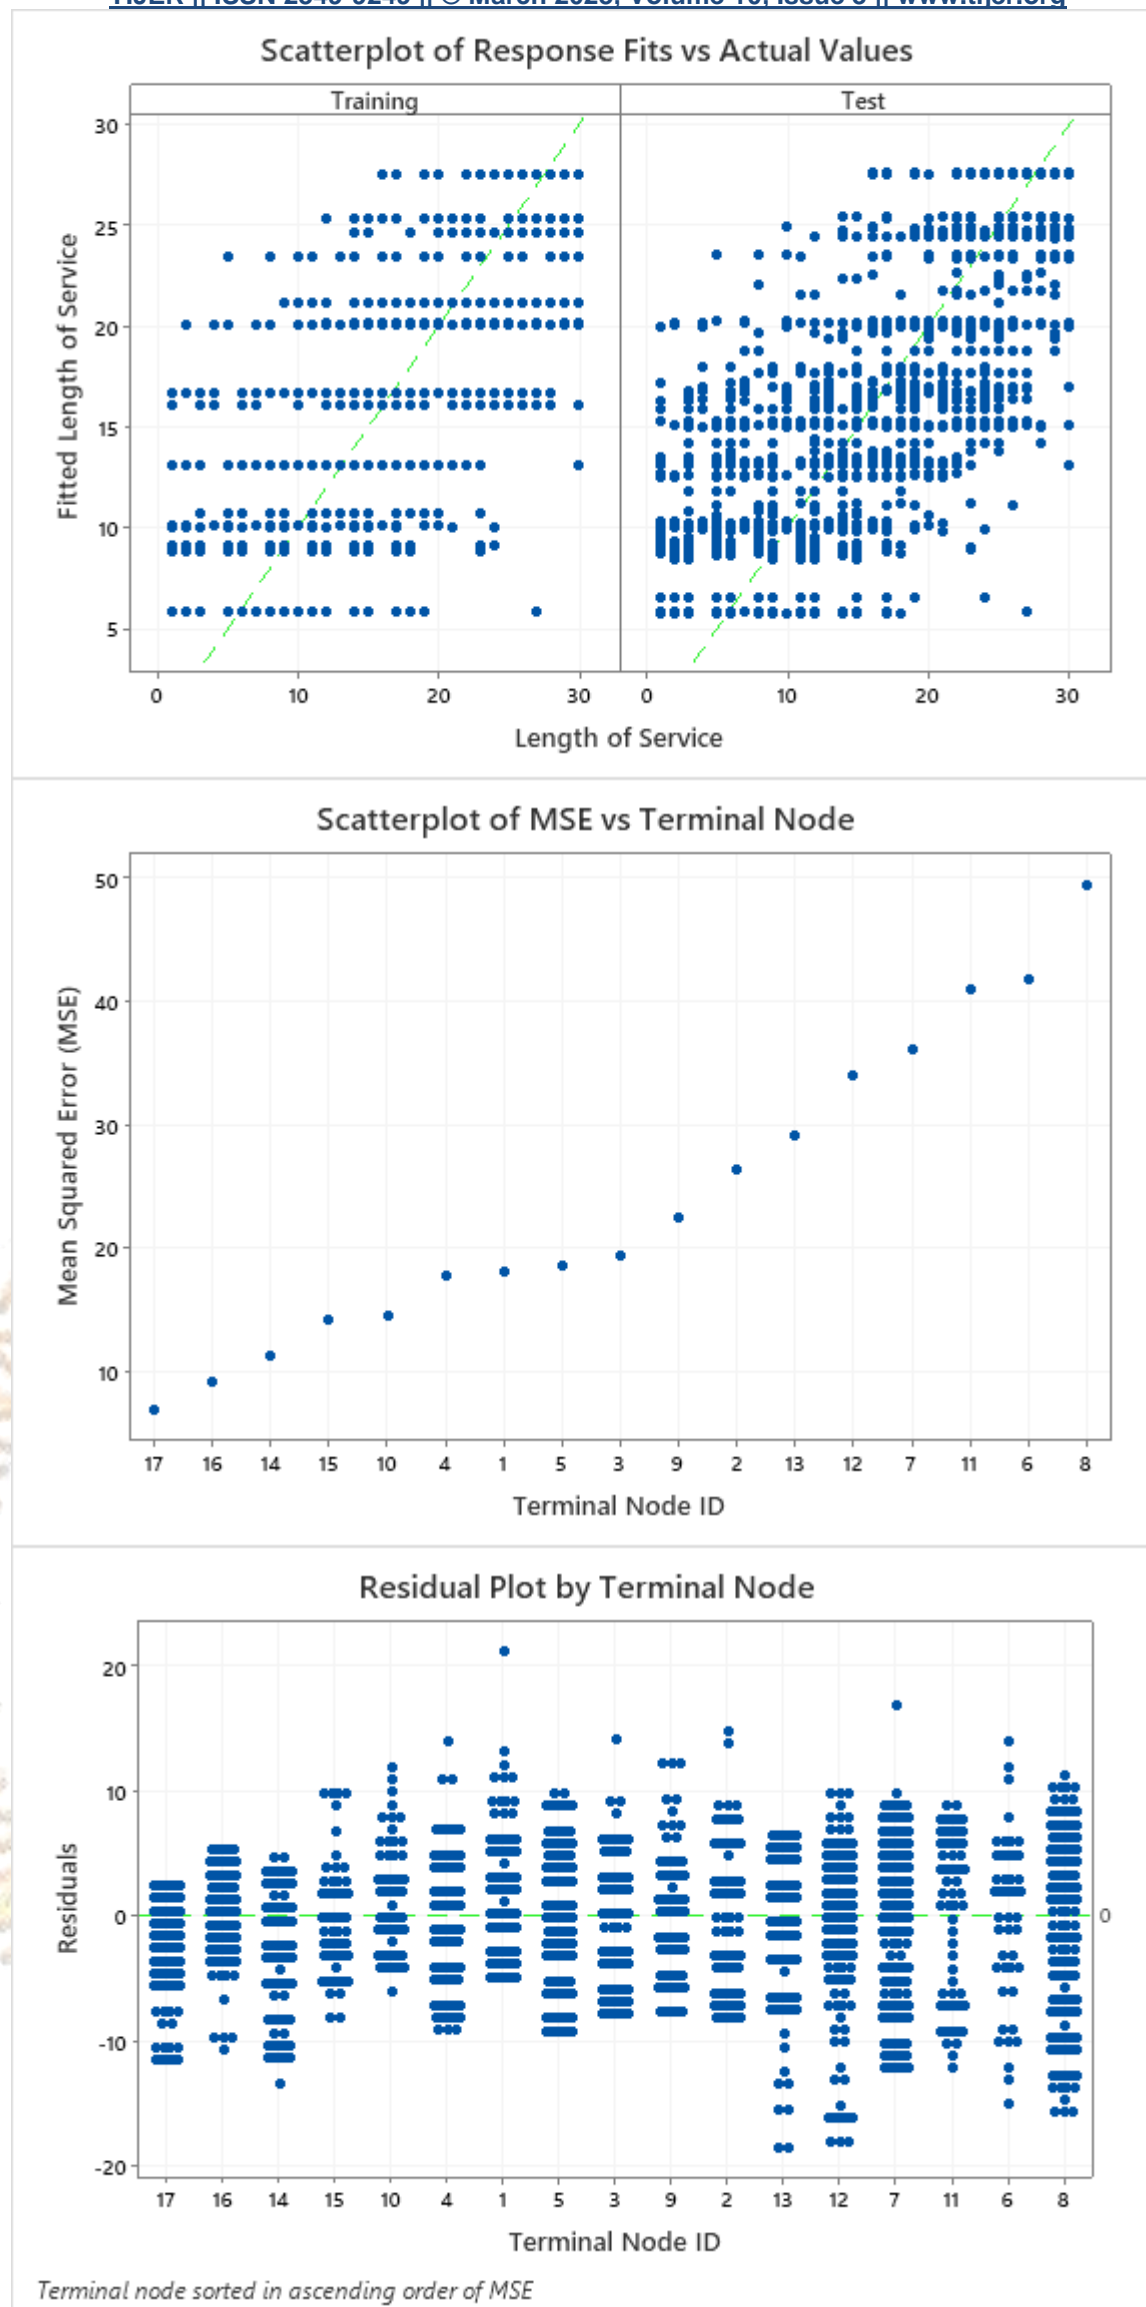 Scatterplot of Response Fits vs Actual Values
Training Test
30
25
20
15
10
5
Fitted Length of Service
0 10 20 30 0 10 20 30
Length of Service
Scatterplot of MSE vs Terminal Node
50
40
30
20
10
Mean Squared Error (MSE)
17 16 14 15 10 4 1 5 3 9 2 13 12 7 11 6 8
Terminal Node ID
Residual Plot by Terminal Node
20
10
0
-10
-20
Residuals
0
17 16 14 15 10 4 1 5 3 9 2 13 12 7 11 6 8
Terminal Node ID
Terminal node sorted in ascending order of MSE